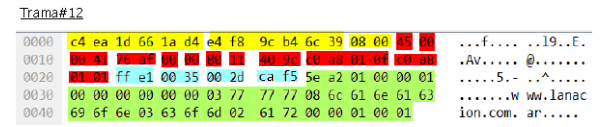 Trama#12
0000 c4 ea 1d 66 1a d4 e4 f8 9c b4 6c 39 08 00 45 00 ...f.... ..l9..E.
0010 00 41 76 af 00 00 80 11 40 9c c0 a8 01 0f c0 a8 .Av..... @.......
0020 01 01 ff e1 00 35 00 2d ca f5 5e a2 01 00 00 01 .....5.- ..^.....
0030 00 00 00 00 00 00 03 77 77 77 08 6c 61 6e 61 63 .......w ww.lanac
0040 69 6f 6e 03 63 6f 6d 02 61 72 00 00 01 00 01 ion.com. ar.....